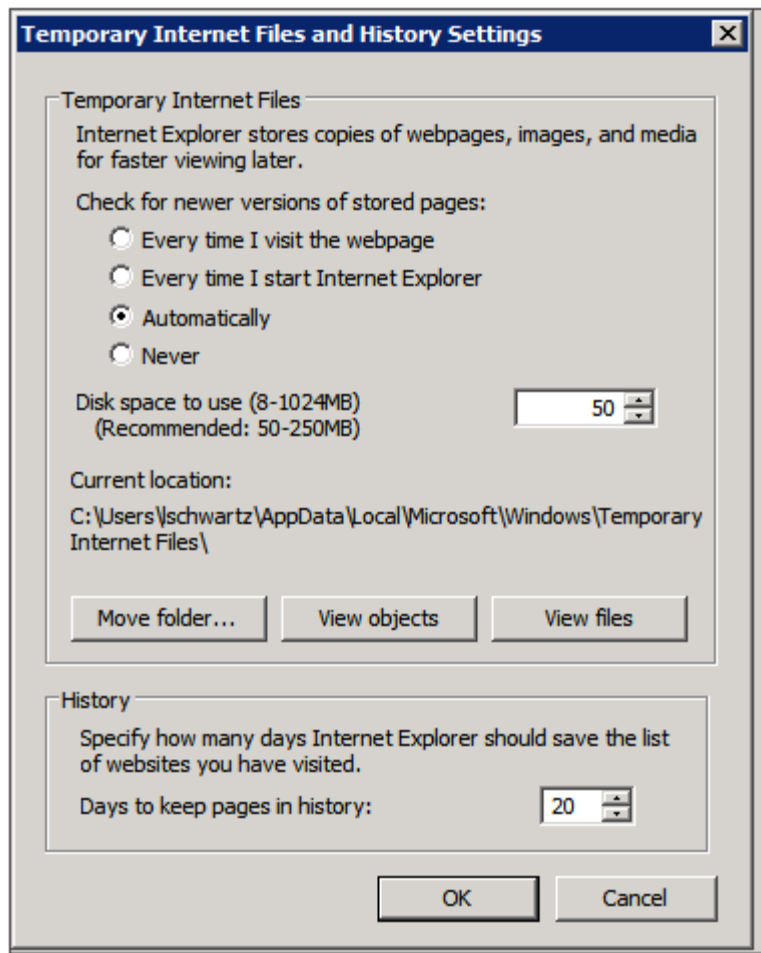 Temporary Internet Files and History Settings
Temporary Internet Files
Internet Explorer stores copies of webpages, images, and media
for faster viewing later.
Check for newer versions of stored pages:
Every time I visit the webpage
Every time I start Internet Explorer
Automatically
Never
Disk space to use (8-1024MB) 50
(Recommended: 50-250MB)
Current location:
C:\Users\lschwartz\AppData\Local\Microsoft\Windows\Temporary
Internet Files\
Move folder... View objects View files
History
Specify how many days Internet Explorer should save the list
of websites you have visited.
Days to keep pages in history: 20
OK Cancel